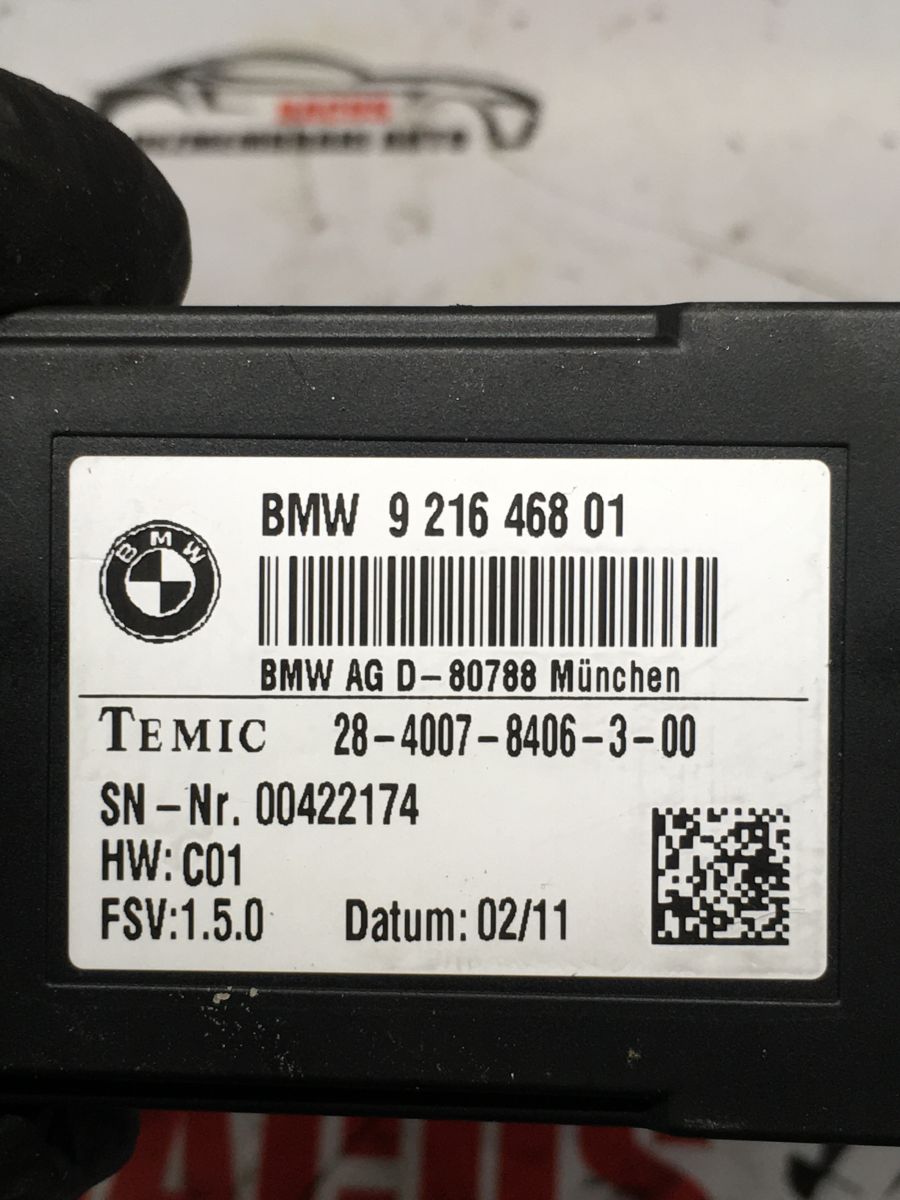 BMW 9 216 468 01
BMW
BMW AG D-80788 München
TEMIC 28-4007-8406-3-00
SN-Nr. 00422174
HW: C01
FSV:1.5.0 Datum: 02/11